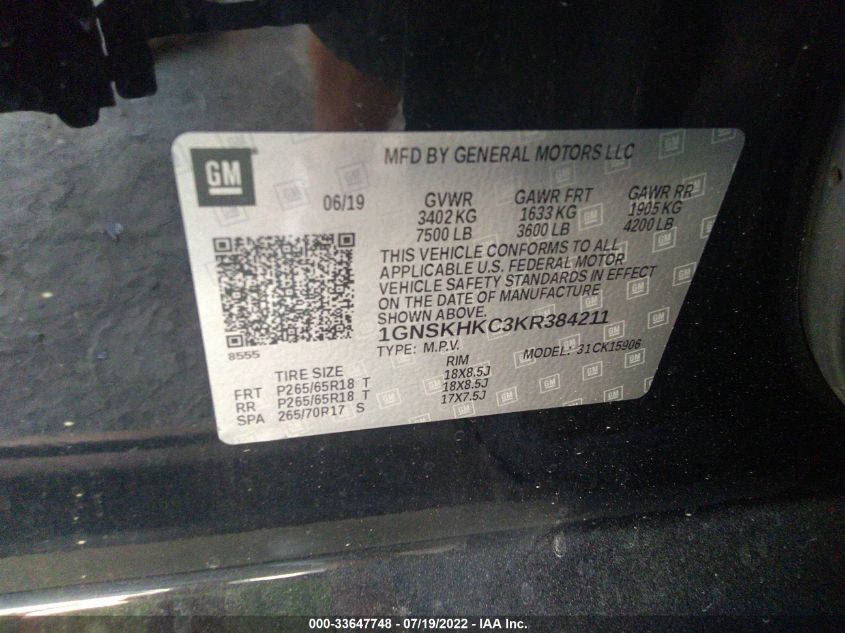 GM
MFD BY GENERAL MOTORS LLC
06/19
GVWR GAWR FRT GAWR RR
3402 KG 1633 KG 1905 KG
7500 LB 3600 LB 4200 LB
THIS VEHICLE CONFORMS TO ALL
APPLICABLE U.S. FEDERAL MOTOR
VEHICLE SAFETY STANDARDS IN EFFECT
ON THE DATE OF MANUFACTURE
SHOWN ABOVE.
1GNSKHKC3KR384211
8555
TYPE: M.P.V. MODEL: 31CK15906
TIRE SIZE RIM
FRT P265/65R18 T 18X8.5J
RR P265/65R18 T 18X8.5J
SPA 265/70R17 S 17X7.5J
000-33647748 - 07/19/2022 - IAA Inc.